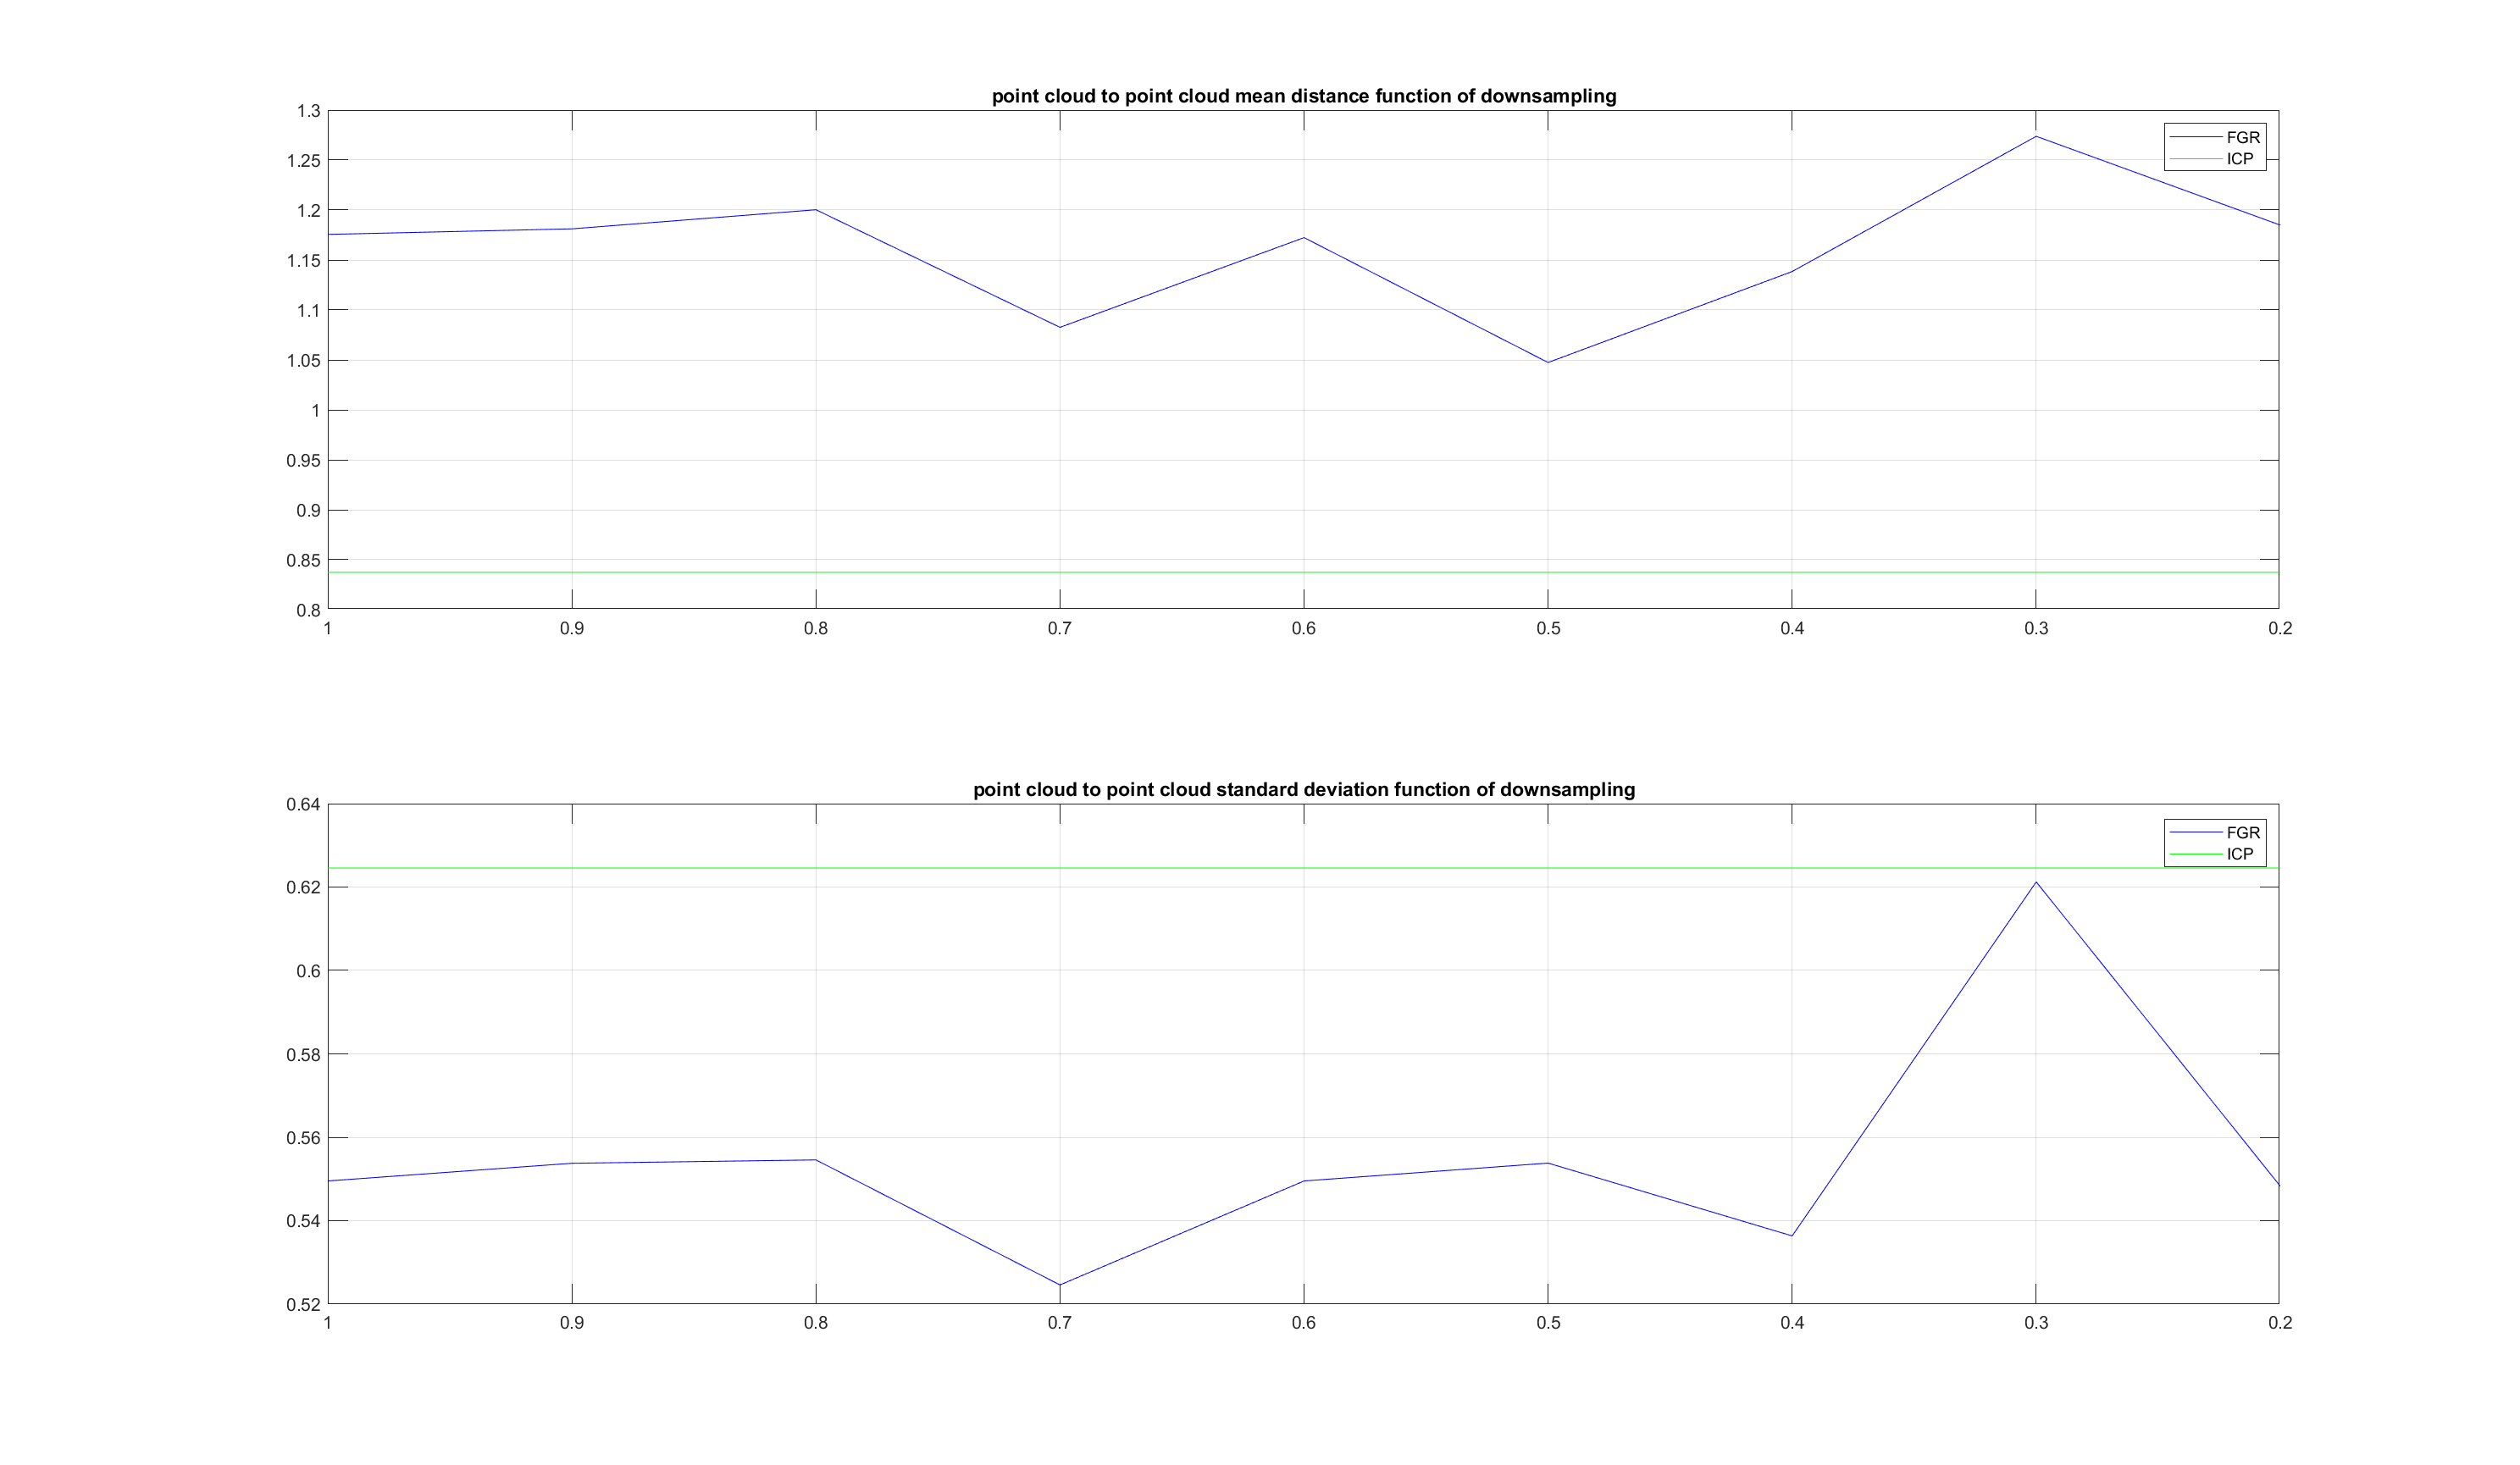 point cloud to point cloud mean distance function of downsampling
1.3
1.25
1.2
1.15
1.1
1.05
1
0.95
0.9
0.85
0.8
1 0.9 0.8 0.7 0.6 0.5 0.4 0.3 0.2
FGR
ICP
point cloud to point cloud standard deviation function of downsampling
0.64
0.62
0.6
0.58
0.56
0.54
0.52
1 0.9 0.8 0.7 0.6 0.5 0.4 0.3 0.2
FGR
ICP